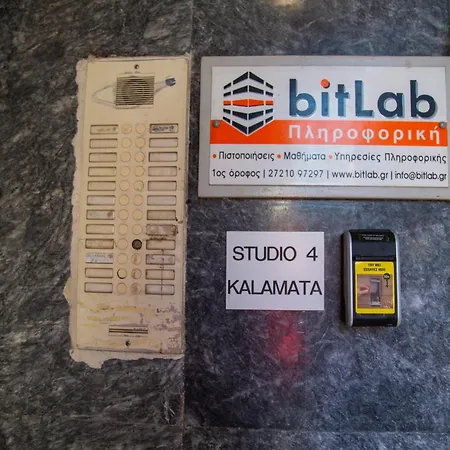 bitLab
Πληροφορική
• Πιστοποιήσεις • Μαθήματα • Υπηρεσίες Πληροφορικής
1ος όροφος | 27210 97297 | www.bitlab.gr | info@bitlab.gr
STUDIO 4
KALAMATA